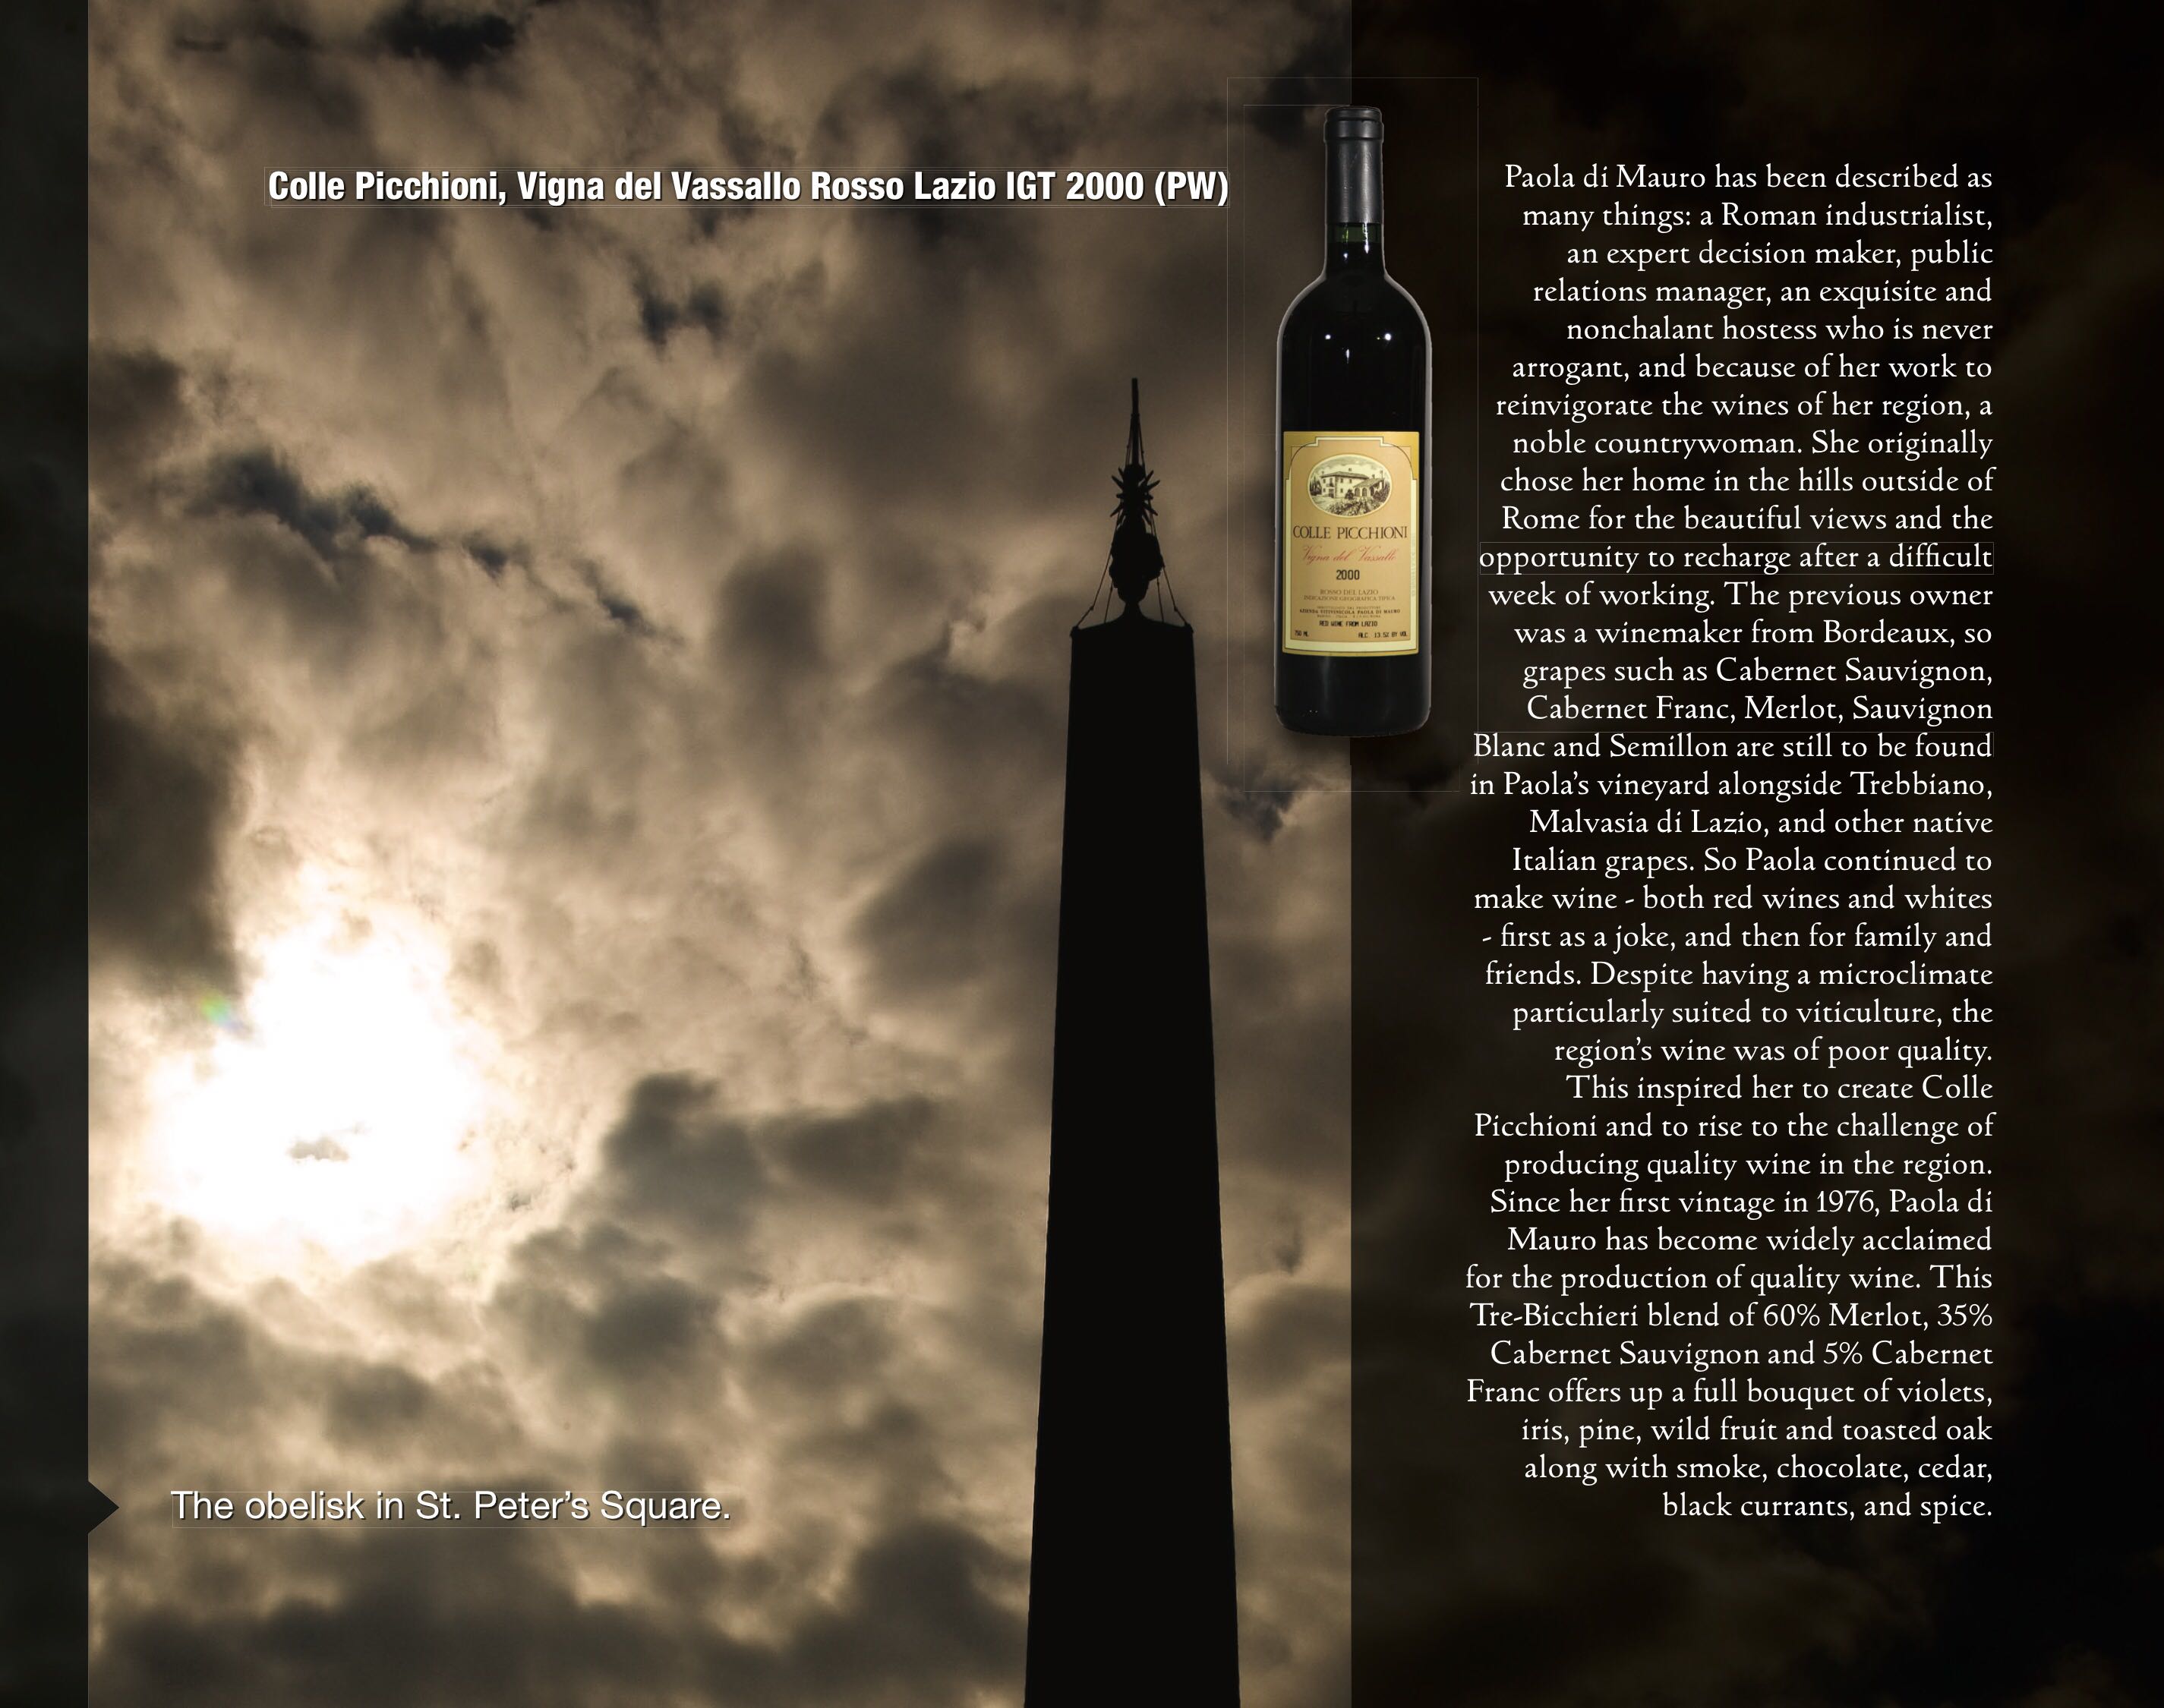 Colle Picchioni, Vigna del Vassallo Rosso Lazio IGT 2000 (PW)
COLLE PICCHIONI
Vigna del Vassallo
2000
ROSSO DEL LAZIO
INDICAZIONE GEOGRAFICA TIPICA
AZIENDA VITIVINICOLA PAOLA DI MAURO
RED WINE FROM LAZIO
750 ML ALC. 13.5% BY VOL.
Paola di Mauro has been described as
many things: a Roman industrialist,
an expert decision maker, public
relations manager, an exquisite and
nonchalant hostess who is never
arrogant, and because of her work to
reinvigorate the wines of her region, a
noble countrywoman. She originally
chose her home in the hills outside of
Rome for the beautiful views and the
opportunity to recharge after a difficult
week of working. The previous owner
was a winemaker from Bordeaux, so
grapes such as Cabernet Sauvignon,
Cabernet Franc, Merlot, Sauvignon
Blanc and Semillon are still to be found
in Paola’s vineyard alongside Trebbiano,
Malvasia di Lazio, and other native
Italian grapes. So Paola continued to
make wine - both red wines and whites
- first as a joke, and then for family and
friends. Despite having a microclimate
particularly suited to viticulture, the
region’s wine was of poor quality.
This inspired her to create Colle
Picchioni and to rise to the challenge of
producing quality wine in the region.
Since her first vintage in 1976, Paola di
Mauro has become widely acclaimed
for the production of quality wine. This
Tre-Bicchieri blend of 60% Merlot, 35%
Cabernet Sauvignon and 5% Cabernet
Franc offers up a full bouquet of violets,
iris, pine, wild fruit and toasted oak
along with smoke, chocolate, cedar,
black currants, and spice.
The obelisk in St. Peter’s Square.